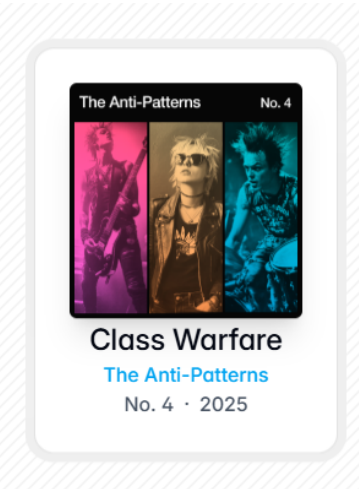 The Anti-Patterns No. 4
Class Warfare
The Anti-Patterns
No. 4 · 2025